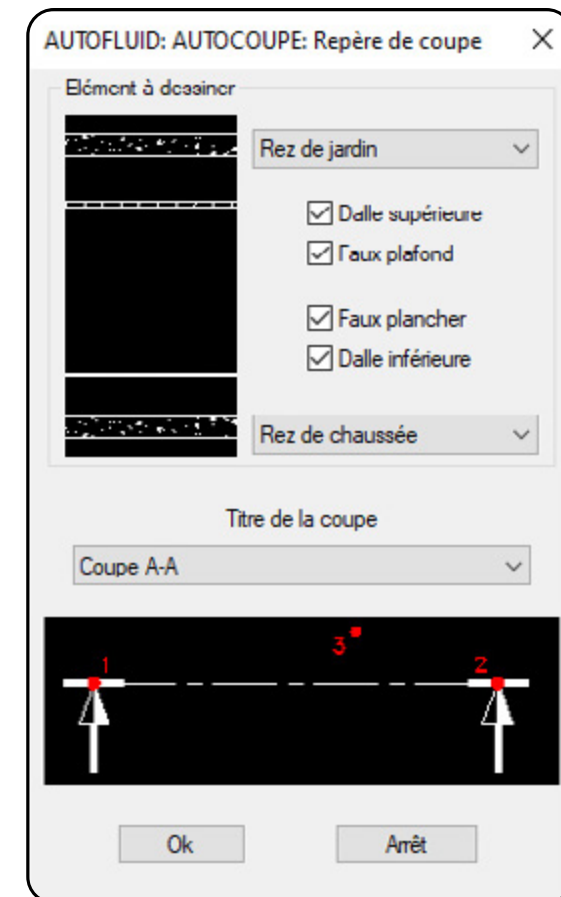 AUTOFLUID: AUTOCOUPE: Repère de coupe
Elément à dessiner
Rez de jardin
Dalle supérieure
Faux plafond
Faux plancher
Dalle inférieure
Rez de chaussée
Titre de la coupe
Coupe A-A
3
1
2
Ok
Arrêt